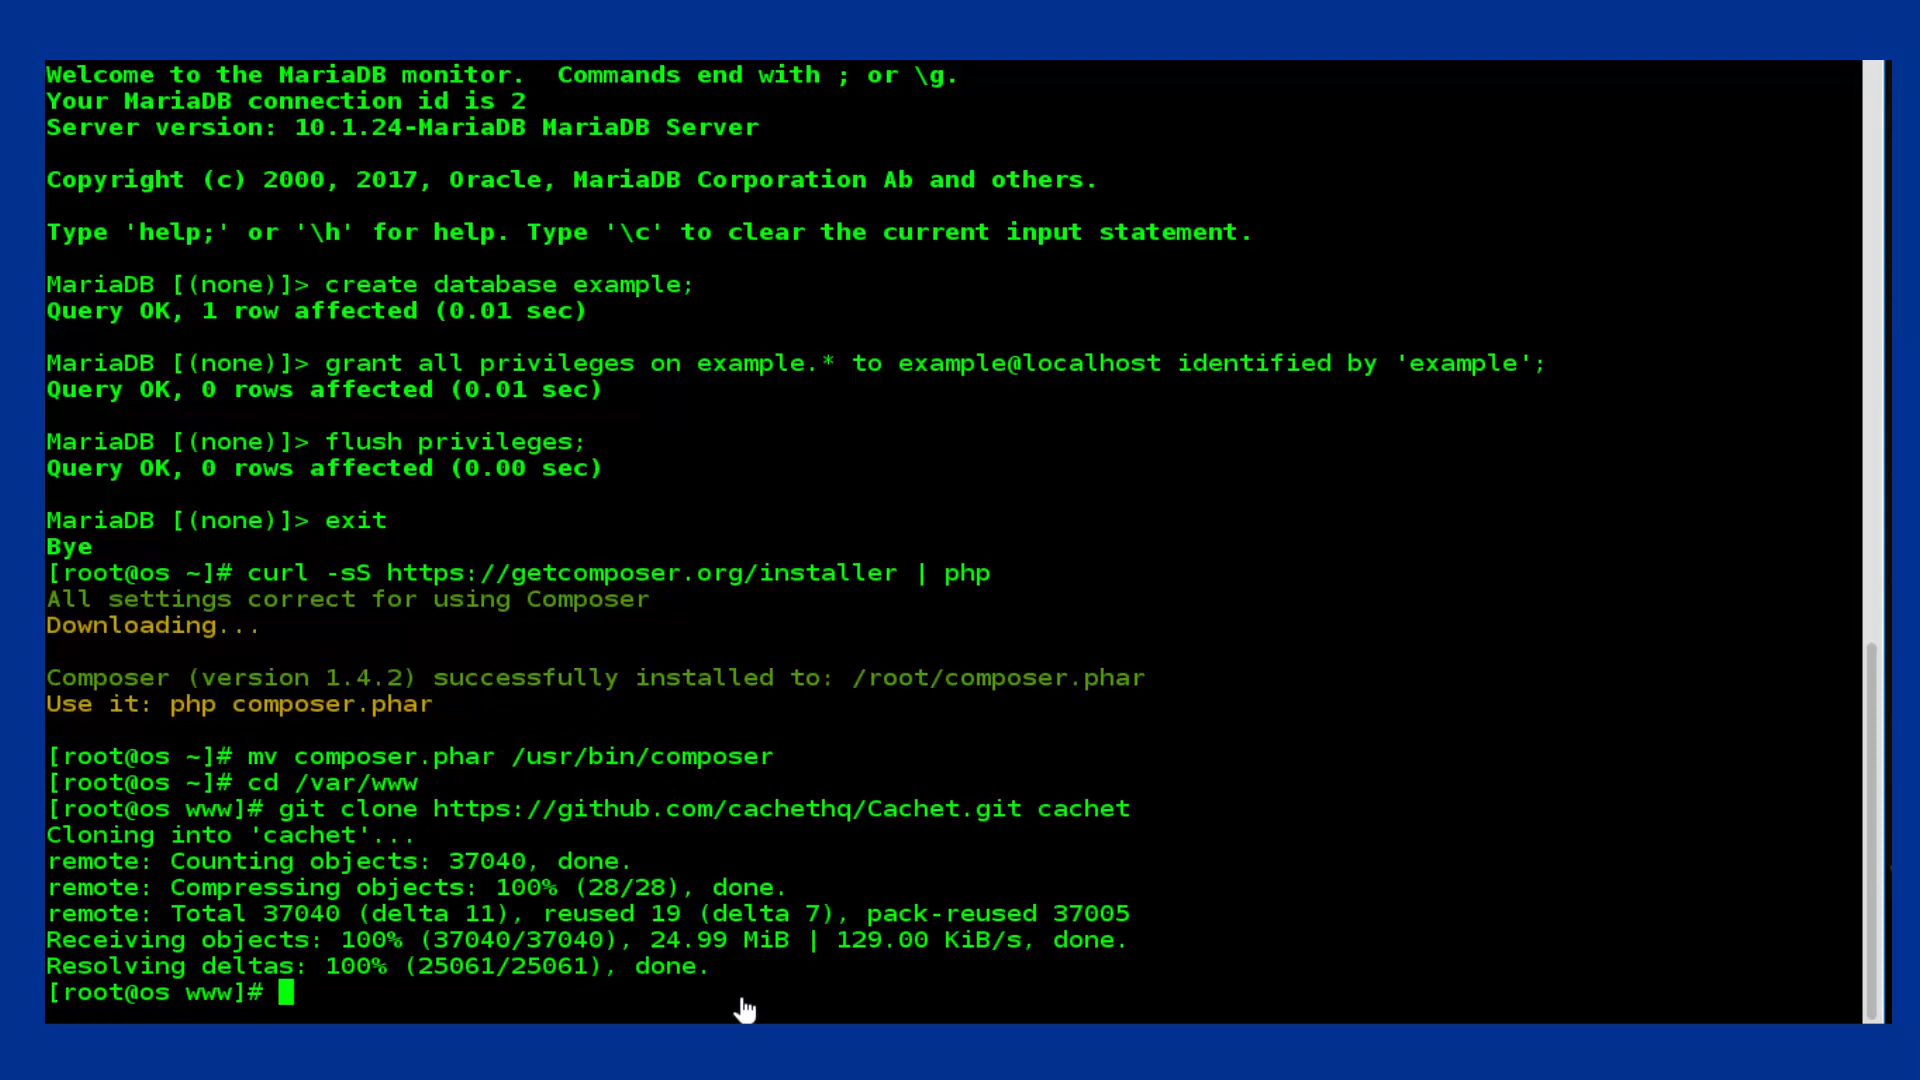 Welcome to the MariaDB monitor.  Commands end with ; or \g.
Your MariaDB connection id is 2
Server version: 10.1.24-MariaDB MariaDB Server
Copyright (c) 2000, 2017, Oracle, MariaDB Corporation Ab and others.
Type 'help;' or '\h' for help. Type '\c' to clear the current input statement.
MariaDB [(none)]> create database example;
Query OK, 1 row affected (0.01 sec)
MariaDB [(none)]> grant all privileges on example.* to example@localhost identified by 'example';
Query OK, 0 rows affected (0.01 sec)
MariaDB [(none)]> flush privileges;
Query OK, 0 rows affected (0.00 sec)
MariaDB [(none)]> exit
Bye
[root@os ~]# curl -sS https://getcomposer.org/installer | php
All settings correct for using Composer
Downloading...
Composer (version 1.4.2) successfully installed to: /root/composer.phar
Use it: php composer.phar
[root@os ~]# mv composer.phar /usr/bin/composer
[root@os ~]# cd /var/www
[root@os www]# git clone https://github.com/cachethq/Cachet.git cachet
Cloning into 'cachet'...
remote: Counting objects: 37040, done.
remote: Compressing objects: 100% (28/28), done.
remote: Total 37040 (delta 11), reused 19 (delta 7), pack-reused 37005
Receiving objects: 100% (37040/37040), 24.99 MiB | 129.00 KiB/s, done.
Resolving deltas: 100% (25061/25061), done.
[root@os www]#